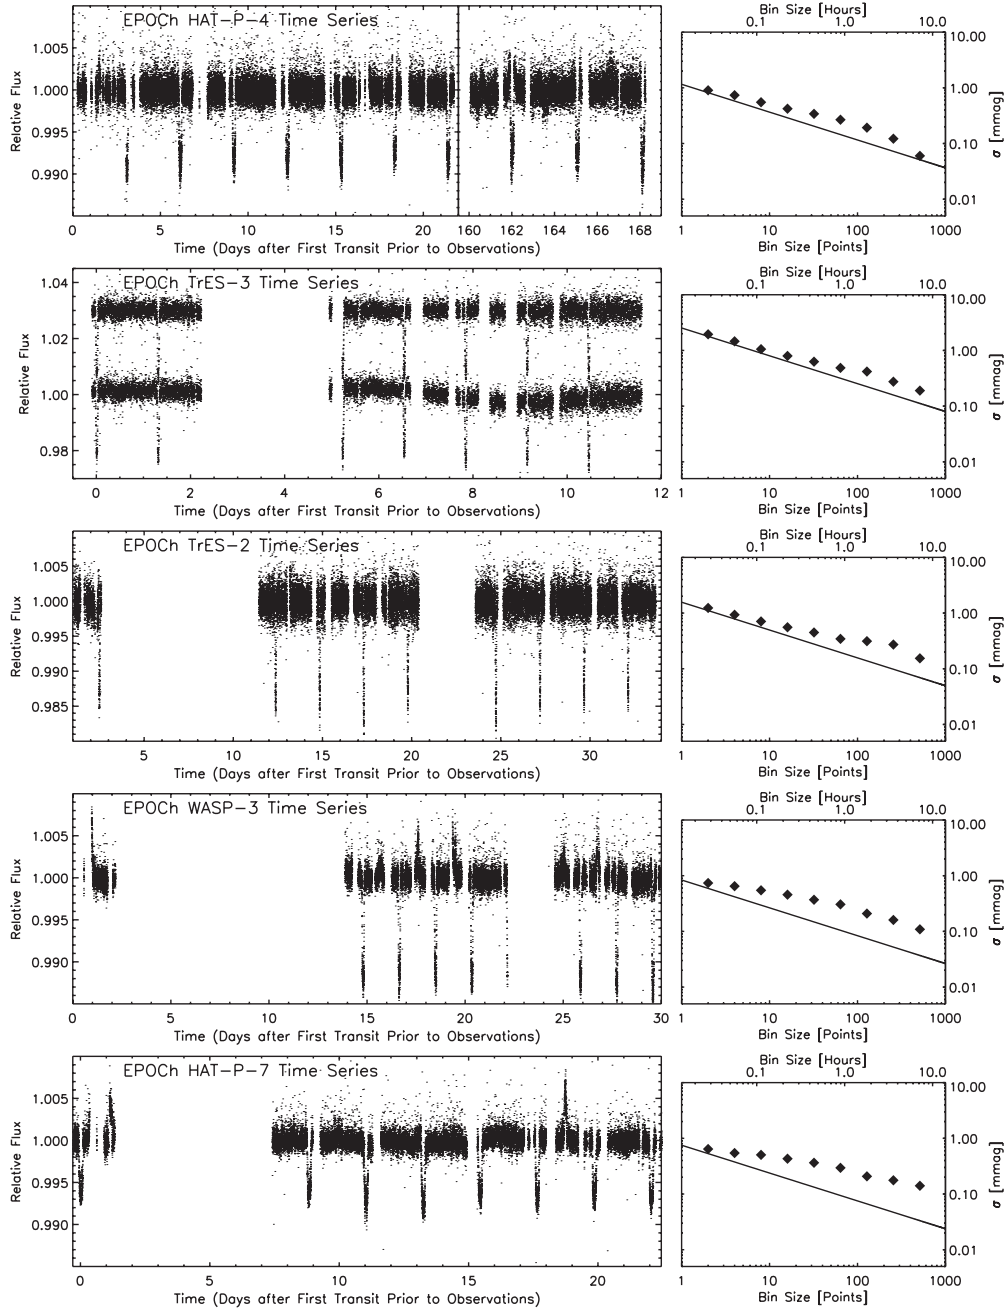 EPOCh HAT-P-4 Time Series
Relative Flux
1.005
1.000
0.995
0.990
0 5 10 15 20 160 162 164 166 168
Time (Days after First Transit Prior to Observations)
Bin Size [Hours]
0.1 1.0 10.0
10.00
1.00
0.10
0.01
σ [mmag]
1 10 100 1000
Bin Size [Points]
EPOCh TrES-3 Time Series
Relative Flux
1.04
1.02
1.00
0.98
0 2 4 6 8 10 12
Time (Days after First Transit Prior to Observations)
Bin Size [Hours]
0.1 1.0 10.0
10.00
1.00
0.10
0.01
σ [mmag]
1 10 100 1000
Bin Size [Points]
EPOCh TrES-2 Time Series
Relative Flux
1.005
1.000
0.995
0.990
0.985
5 10 15 20 25 30
Time (Days after First Transit Prior to Observations)
Bin Size [Hours]
0.1 1.0 10.0
10.00
1.00
0.10
0.01
σ [mmag]
1 10 100 1000
Bin Size [Points]
EPOCh WASP-3 Time Series
Relative Flux
1.005
1.000
0.995
0.990
0 5 10 15 20 25 30
Time (Days after First Transit Prior to Observations)
Bin Size [Hours]
0.1 1.0 10.0
10.00
1.00
0.10
0.01
σ [mmag]
1 10 100 1000
Bin Size [Points]
EPOCh HAT-P-7 Time Series
Relative Flux
1.005
1.000
0.995
0.990
0 5 10 15 20
Time (Days after First Transit Prior to Observations)
Bin Size [Hours]
0.1 1.0 10.0
10.00
1.00
0.10
0.01
σ [mmag]
1 10 100 1000
Bin Size [Points]